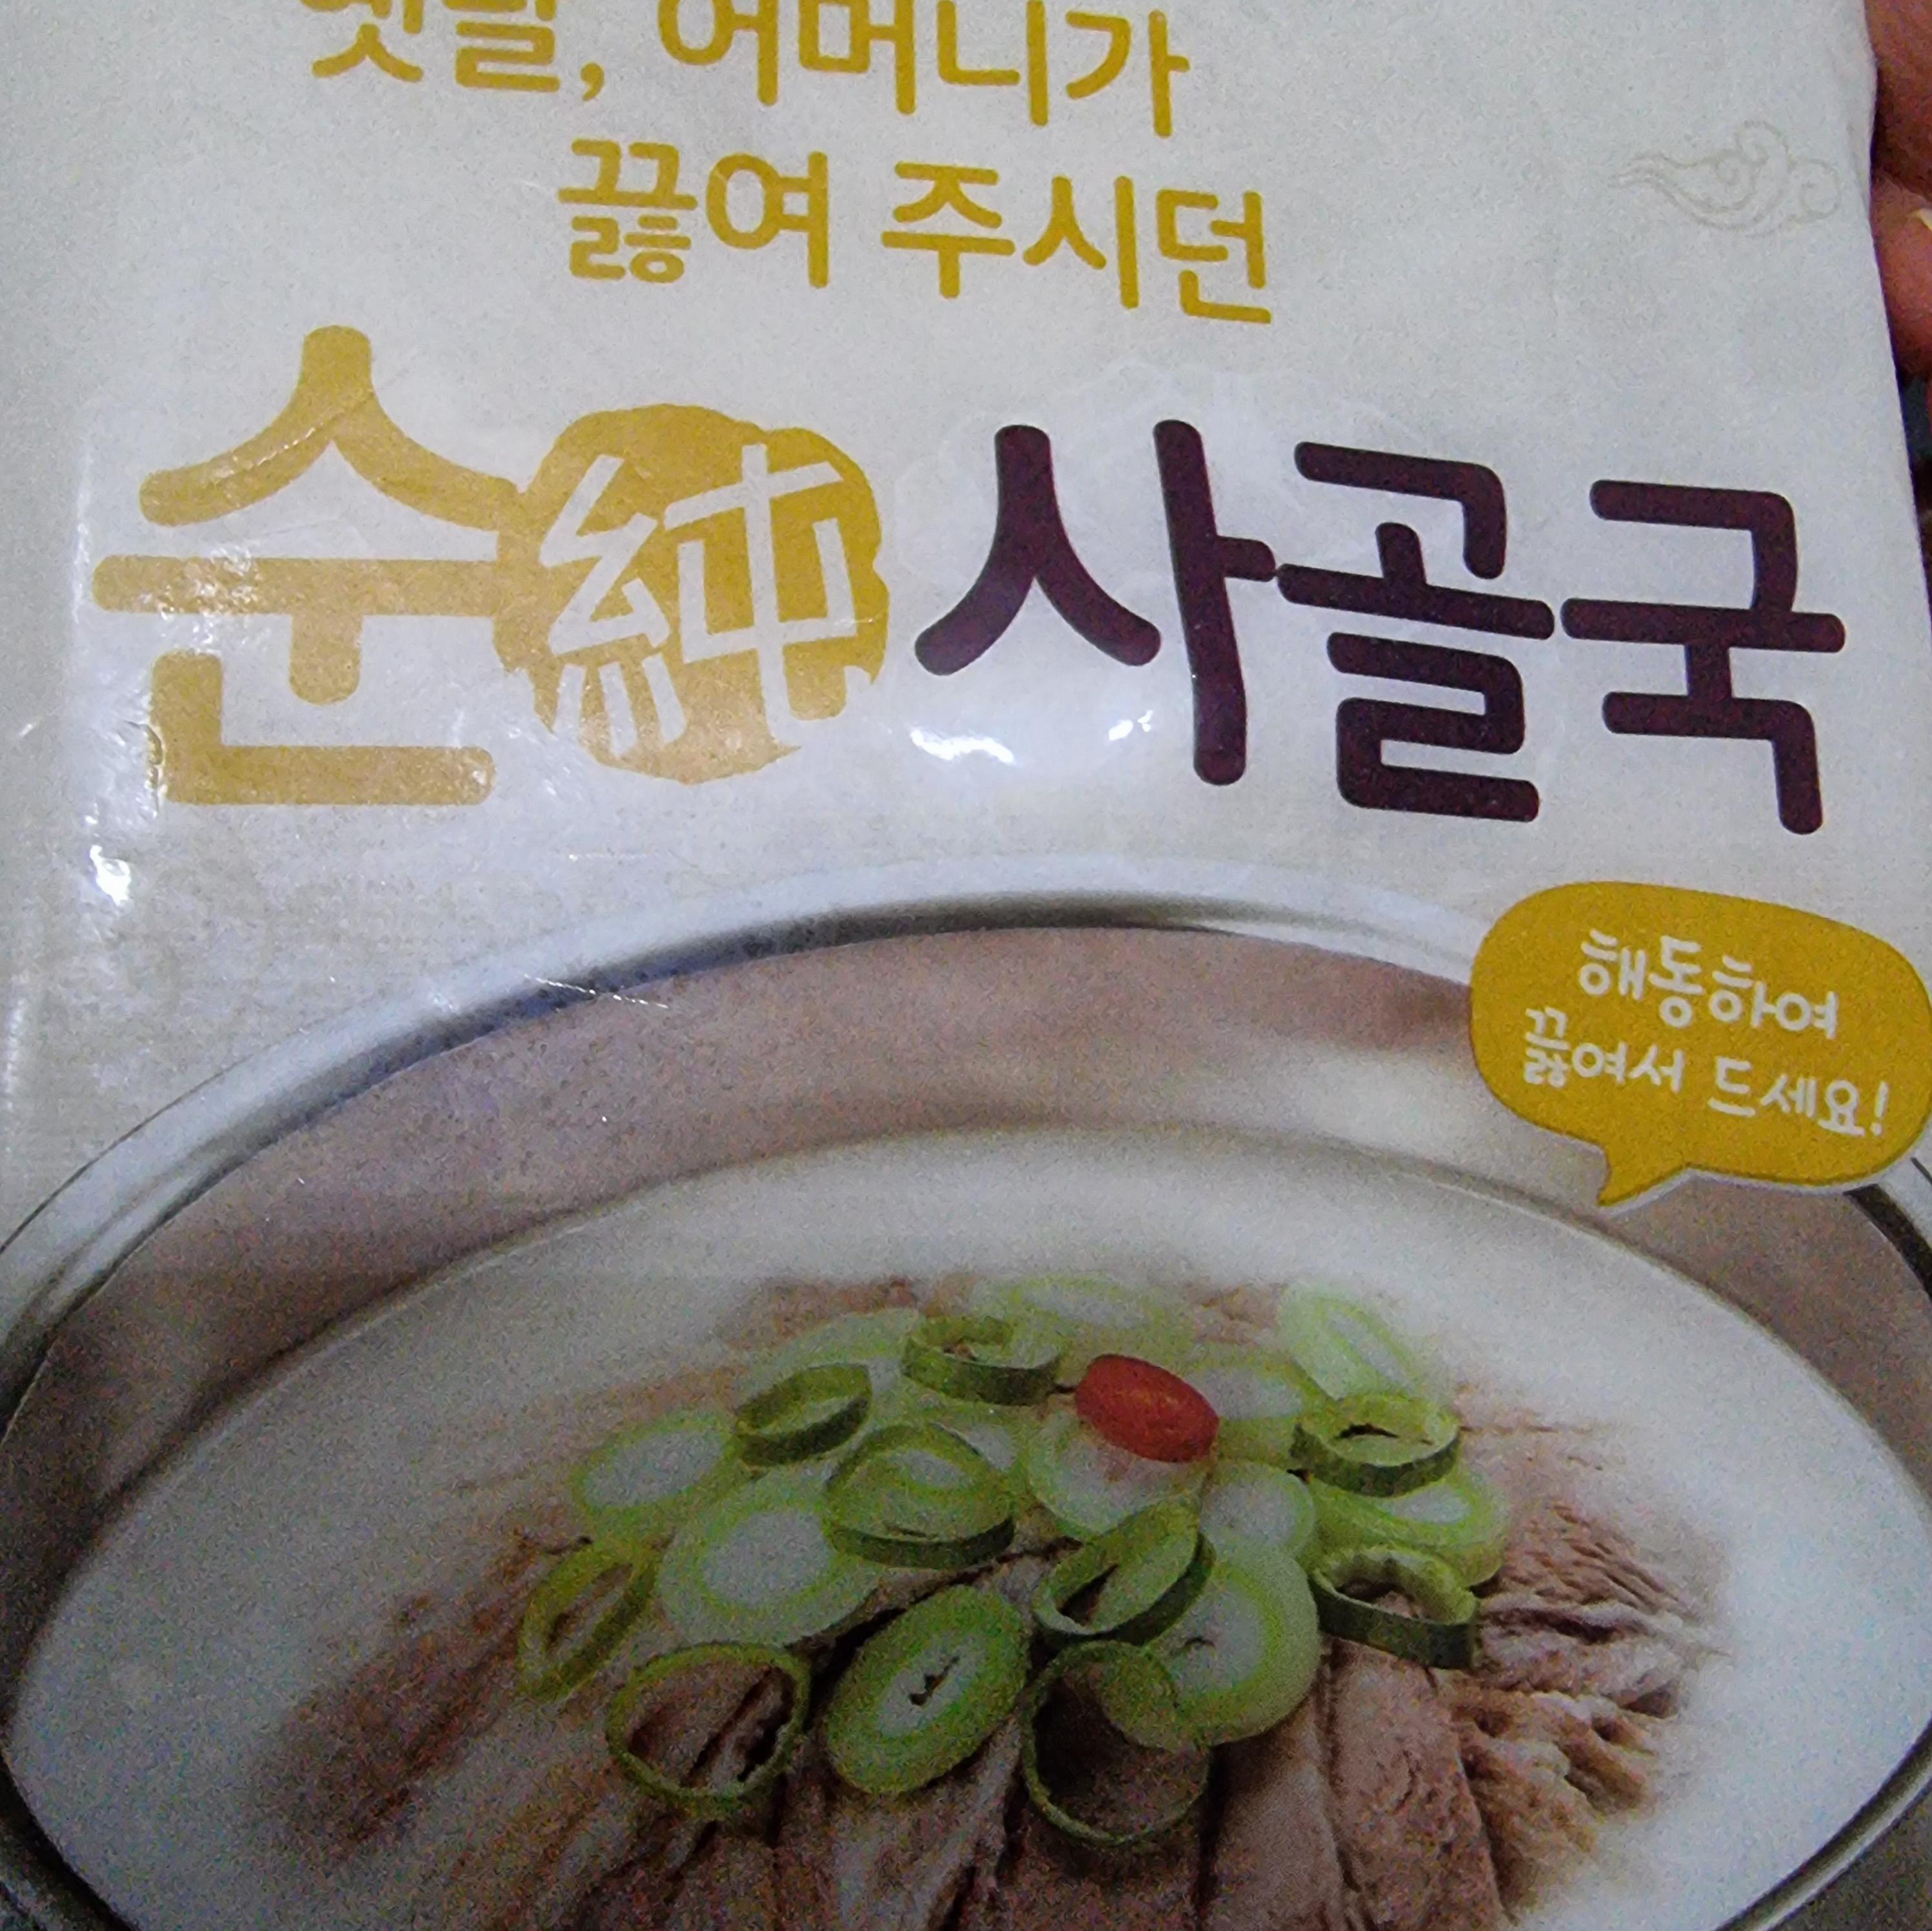 옛날, 어머니가
끓여 주시던
순純 사골국
해동하여
끓여서 드세요!